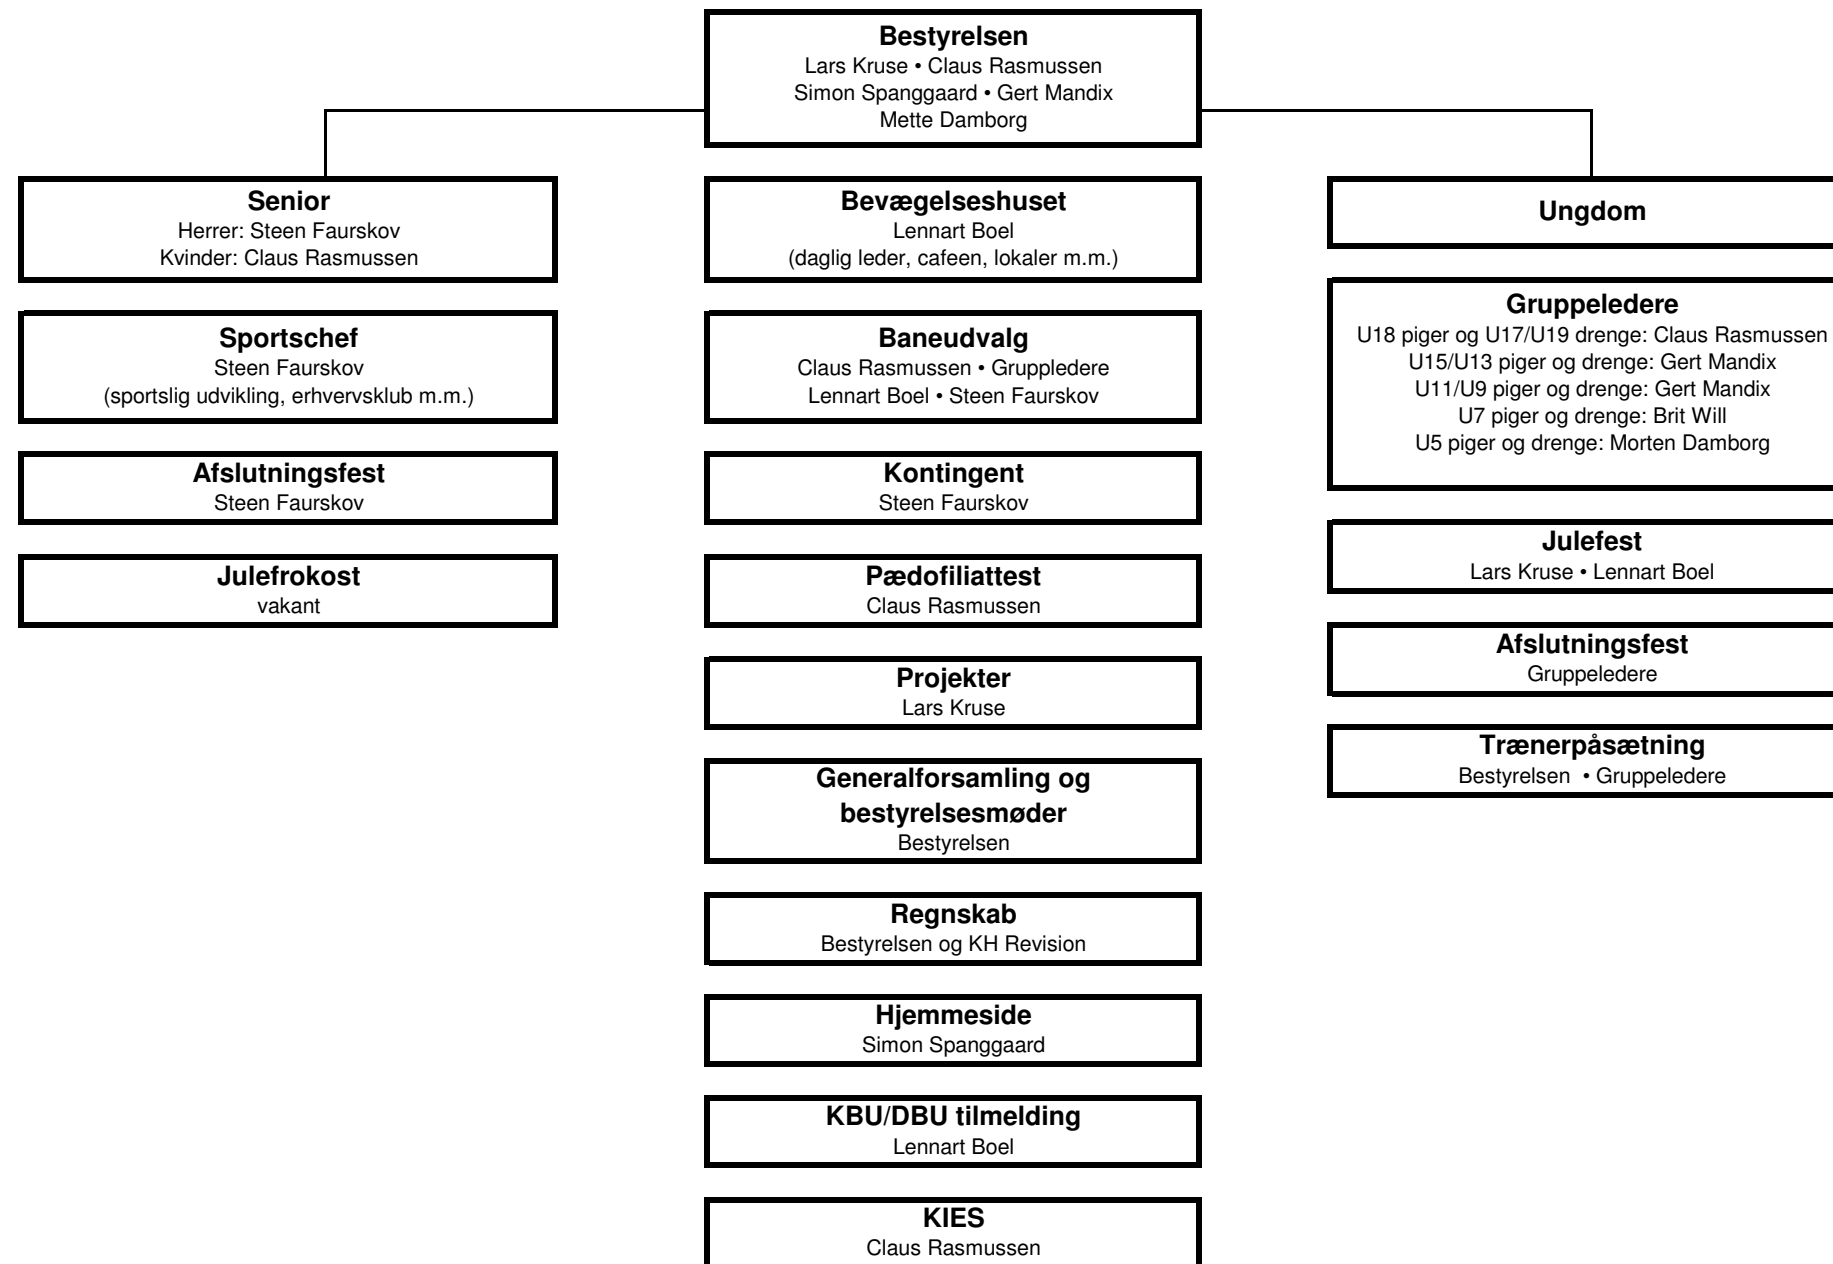 Bestyrelsen
Lars Kruse • Claus Rasmussen
Simon Spanggaard • Gert Mandix
Mette Damborg
Senior
Herrer: Steen Faurskov
Kvinder: Claus Rasmussen
Sportschef
Steen Faurskov
(sportslig udvikling, erhvervsklub m.m.)
Afslutningsfest
Steen Faurskov
Julefrokost
vakant
Bevægelseshuset
Lennart Boel
(daglig leder, cafeen, lokaler m.m.)
Baneudvalg
Claus Rasmussen • Gruppledere
Lennart Boel • Steen Faurskov
Kontingent
Steen Faurskov
Pædofiliattest
Claus Rasmussen
Projekter
Lars Kruse
Generalforsamling og
bestyrelsesmøder
Bestyrelsen
Regnskab
Bestyrelsen og KH Revision
Hjemmeside
Simon Spanggaard
KBU/DBU tilmelding
Lennart Boel
KIES
Claus Rasmussen
Ungdom
Gruppeledere
U18 piger og U17/U19 drenge: Claus Rasmussen
U15/U13 piger og drenge: Gert Mandix
U11/U9 piger og drenge: Gert Mandix
U7 piger og drenge: Brit Will
U5 piger og drenge: Morten Damborg
Julefest
Lars Kruse • Lennart Boel
Afslutningsfest
Gruppeledere
Trænerpåsætning
Bestyrelsen • Gruppeledere